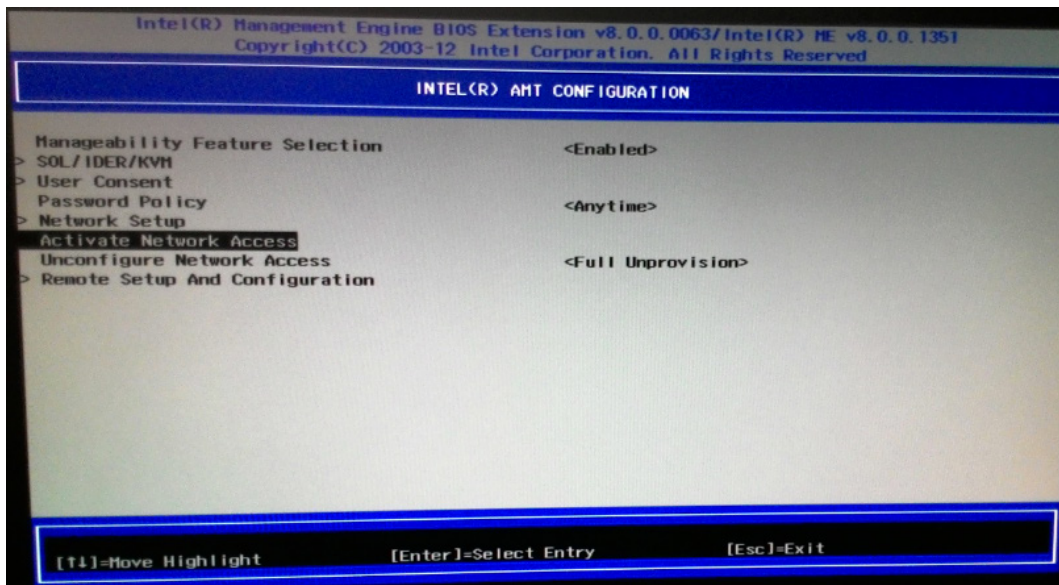 Intel(R) Management Engine BIOS Extension v8.0.0.0063/Intel(R) ME v8.0.0.1351
Copyright(C) 2003-12 Intel Corporation. All Rights Reserved
INTEL(R) AMT CONFIGURATION
Manageability Feature Selection <Enabled>
> SOL/IDER/KVM
> User Consent
Password Policy <Anytime>
> Network Setup
Activate Network Access
Unconfigure Network Access <Full Unprovision>
> Remote Setup And Configuration
[↑↓]=Move Highlight [Enter]=Select Entry [Esc]=Exit